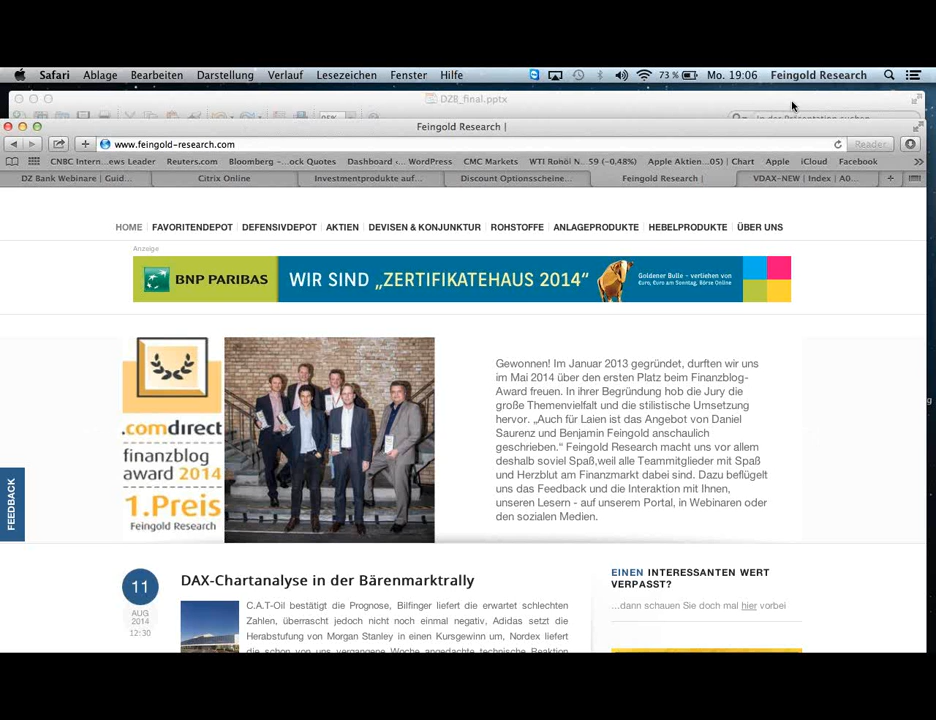 Safari Ablage Bearbeiten Darstellung Verlauf Lesezeichen Fenster Hilfe 73 % Mo. 19:06 Feingold Research
DZB_final.pptx
Feingold Research |
www.feingold-research.com Reader
CNBC Intern...ews Leader Reuters.com Bloomberg -...ock Quotes Dashboard ‹... WordPress CMC Markets WTI Rohöl N... 59 (-0,48%) Apple Aktien...05) | Chart Apple iCloud Facebook
DZ Bank Webinare | Guid... Citrix Online Investmentprodukte auf... Discount Optionsscheine... Feingold Research | VDAX-NEW | Index | A0...
HOME FAVORITENDEPOT DEFENSIVDEPOT AKTIEN DEVISEN & KONJUNKTUR ROHSTOFFE ANLAGEPRODUKTE HEBELPRODUKTE ÜBER UNS
Anzeige
BNP PARIBAS WIR SIND „ZERTIFIKATEHAUS 2014“
Goldener Bulle - verliehen von
€uro, €uro am Sonntag, Börse Online
.comdirect
finanzblog
award 2014
1.Preis
Feingold Research
Gewonnen! Im Januar 2013 gegründet, durften wir uns
im Mai 2014 über den ersten Platz beim Finanzblog-
Award freuen. In ihrer Begründung hob die Jury die
große Themenvielfalt und die stilistische Umsetzung
hervor. „Auch für Laien ist das Angebot von Daniel
Saurenz und Benjamin Feingold anschaulich
geschrieben.“ Feingold Research macht uns vor allem
deshalb soviel Spaß,weil alle Teammitglieder mit Spaß
und Herzblut am Finanzmarkt dabei sind. Dazu beflügelt
uns das Feedback und die Interaktion mit Ihnen,
unseren Lesern - auf unserem Portal, in Webinaren oder
den sozialen Medien.
FEEDBACK
11
AUG
2014
12:30
DAX-Chartanalyse in der Bärenmarktrally
C.A.T-Oil bestätigt die Prognose, Bilfinger liefert die erwartet schlechten
Zahlen, überrascht jedoch nicht noch einmal negativ, Adidas setzt die
Herabstufung von Morgan Stanley in einen Kursgewinn um, Nordex liefert
die schon von uns vergangene Woche angedachte technische Reaktion
EINEN INTERESSANTEN WERT
VERPASST?
...dann schauen Sie doch mal hier vorbei